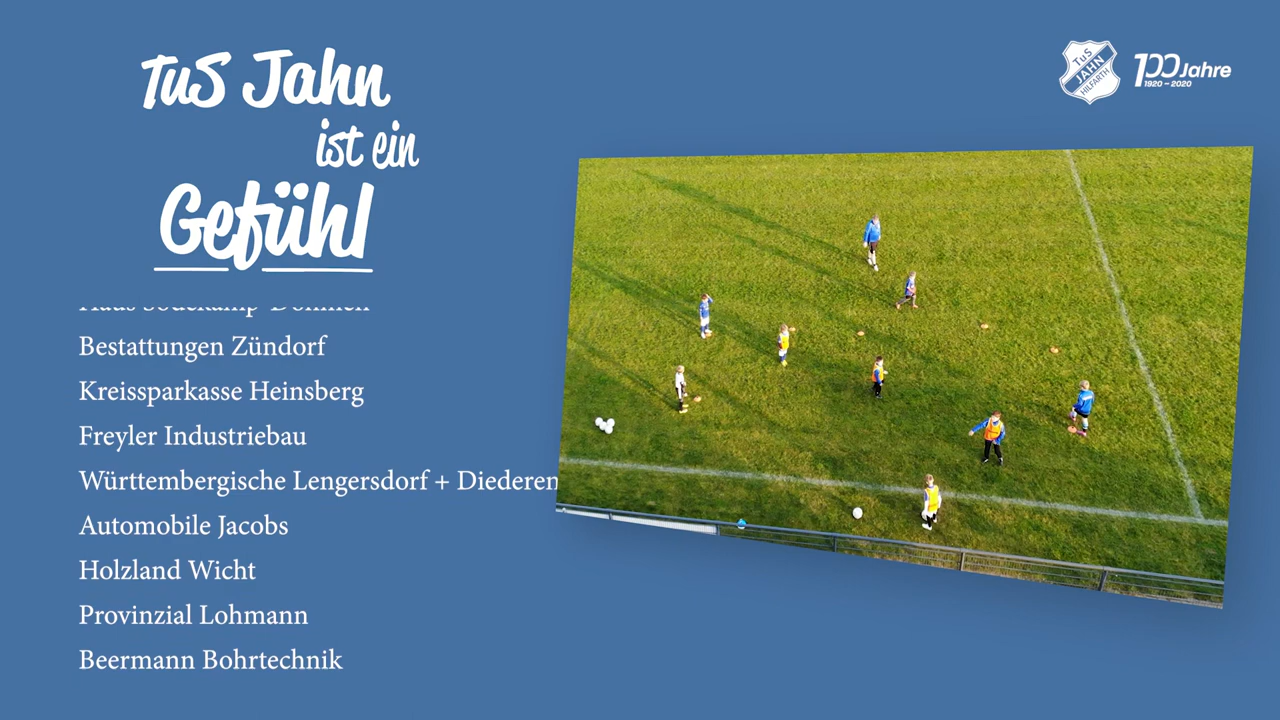 TuS Jahn
ist ein
Gefühl
TuS
JAHN
HILFARTH
100 Jahre
1920 – 2020
Bestattungen Zündorf
Kreissparkasse Heinsberg
Freyler Industriebau
Württembergische Lengersdorf + Diederen
Automobile Jacobs
Holzland Wicht
Provinzial Lohmann
Beermann Bohrtechnik